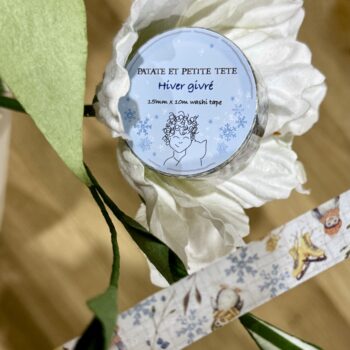 PATATE ET PETITE TETE
Hiver givré
15mm x 10m washi tape